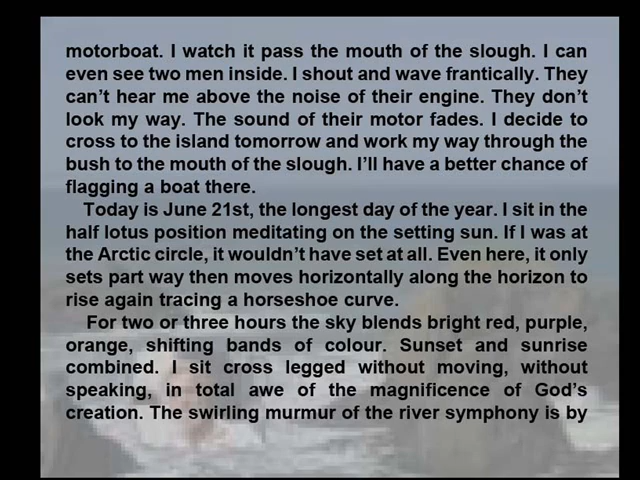 motorboat. I watch it pass the mouth of the slough. I can
even see two men inside. I shout and wave frantically. They
can’t hear me above the noise of their engine. They don’t
look my way. The sound of their motor fades. I decide to
cross to the island tomorrow and work my way through the
bush to the mouth of the slough. I’ll have a better chance of
flagging a boat there.
Today is June 21st, the longest day of the year. I sit in the
half lotus position meditating on the setting sun. If I was at
the Arctic circle, it wouldn’t have set at all. Even here, it only
sets part way then moves horizontally along the horizon to
rise again tracing a horseshoe curve.
For two or three hours the sky blends bright red, purple,
orange, shifting bands of colour. Sunset and sunrise
combined. I sit cross legged without moving, without
speaking, in total awe of the magnificence of God’s
creation. The swirling murmur of the river symphony is by